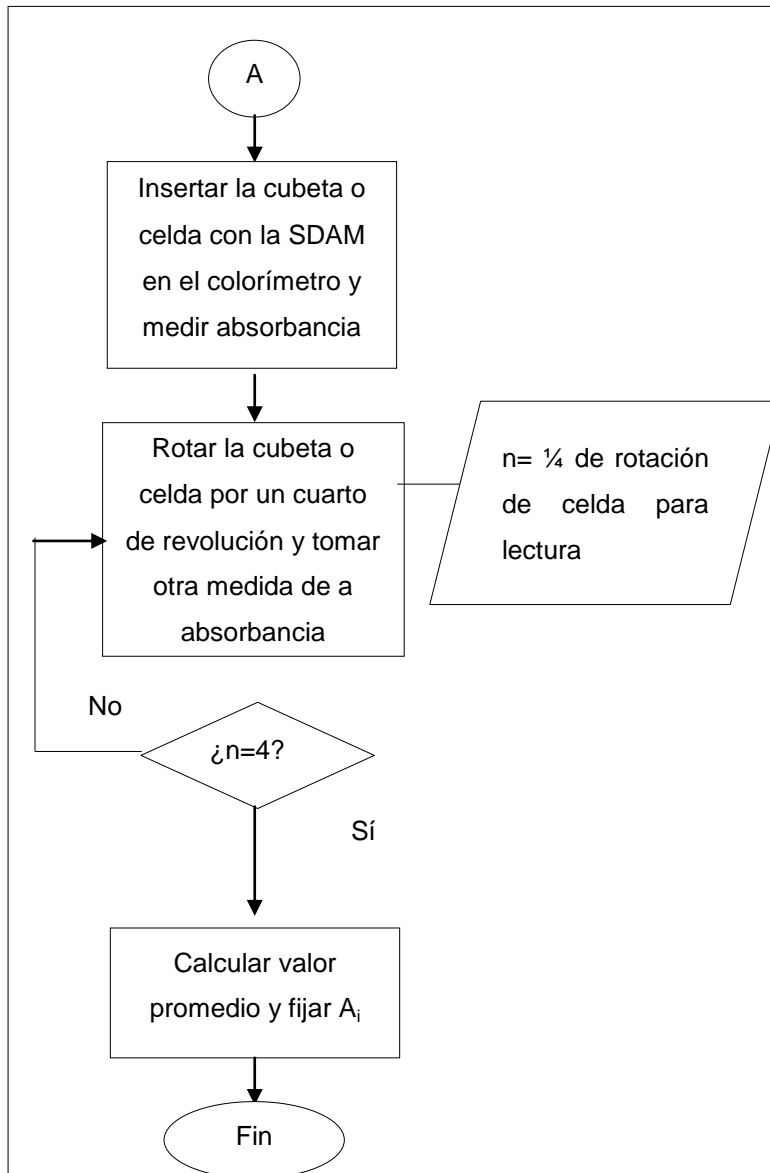 A
Insertar la cubeta o
celda con la SDAM
en el colorímetro y
medir absorbancia
Rotar la cubeta o
celda por un cuarto
de revolución y tomar
otra medida de a
absorbancia
n= ¼ de rotación
de celda para
lectura
No
¿n=4?
Sí
Calcular valor
promedio y fijar Aᵢ
Fin